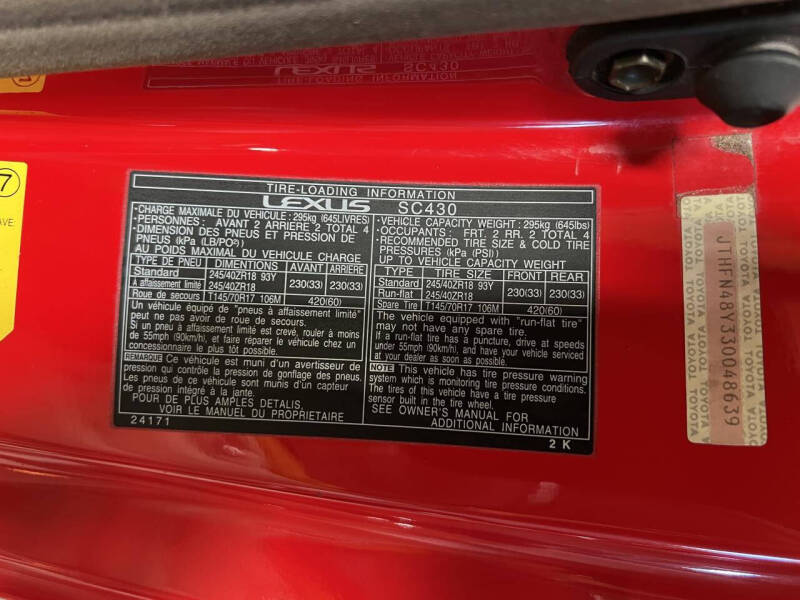 LEXUS SC430
7
AVE
TIRE-LOADING INFORMATION
LEXUS SC430
•CHARGE MAXIMALE DU VEHICULE : 295kg (645LIVRES)
•PERSONNES: AVANT 2 ARRIERE 2 TOTAL 4
•DIMENSION DES PNEUS ET PRESSION DE
PNEUS (kPa (LB/PO²))
AU POIDS MAXIMAL DU VEHICULE CHARGE
TYPE DE PNEU DIMENTIONS AVANT ARRIERE
Standard 245/40ZR18 93Y 230(33) 230(33)
À affaissement limité 245/40ZR18
Roue de secours T145/70R17 106M 420(60)
Un véhicule équipé de "pneus à affaissement limité"
peut ne pas avoir de roue de secours.
Si un pneu à affaissement limité est crevé, rouler à moins
de 55mph (90km/h), et faire réparer le véhicule chez un
concessionnaire le plus tôt possible.
REMARQUE Ce véhicule est muni d'un avertisseur de
pression qui contrôle la pression de gonflage des pneus.
Les pneus de ce véhicule sont munis d'un capteur
de pression intégré à la jante.
POUR DE PLUS AMPLES DETALIS,
VOIR LE MANUEL DU PROPRIETAIRE
24171
•VEHICLE CAPACITY WEIGHT : 295kg (645lbs)
•OCCUPANTS: FRT. 2 RR. 2 TOTAL 4
•RECOMMENDED TIRE SIZE & COLD TIRE
PRESSURES (kPa (PSI))
UP TO VEHICLE CAPACITY WEIGHT
TYPE TIRE SIZE FRONT REAR
Standard 245/40ZR18 93Y 230(33) 230(33)
Run-flat 245/40ZR18
Spare Tire T145/70R17 106M 420(60)
The vehicle equipped with "run-flat tire"
may not have any spare tire.
If a run-flat tire has a puncture, drive at speeds
under 55mph (90km/h), and have your vehicle serviced
at your dealer as soon as possible.
NOTE This vehicle has tire pressure warning
system which is monitoring tire pressure conditions.
The tires of this vehicle have a tire pressure
sensor built in the tire wheel.
SEE OWNER'S MANUAL FOR
ADDITIONAL INFORMATION
2 K
JTHFN48Y330048639
TOYOTA TOYOTA TOYOTA TOYOTA TOYOTA